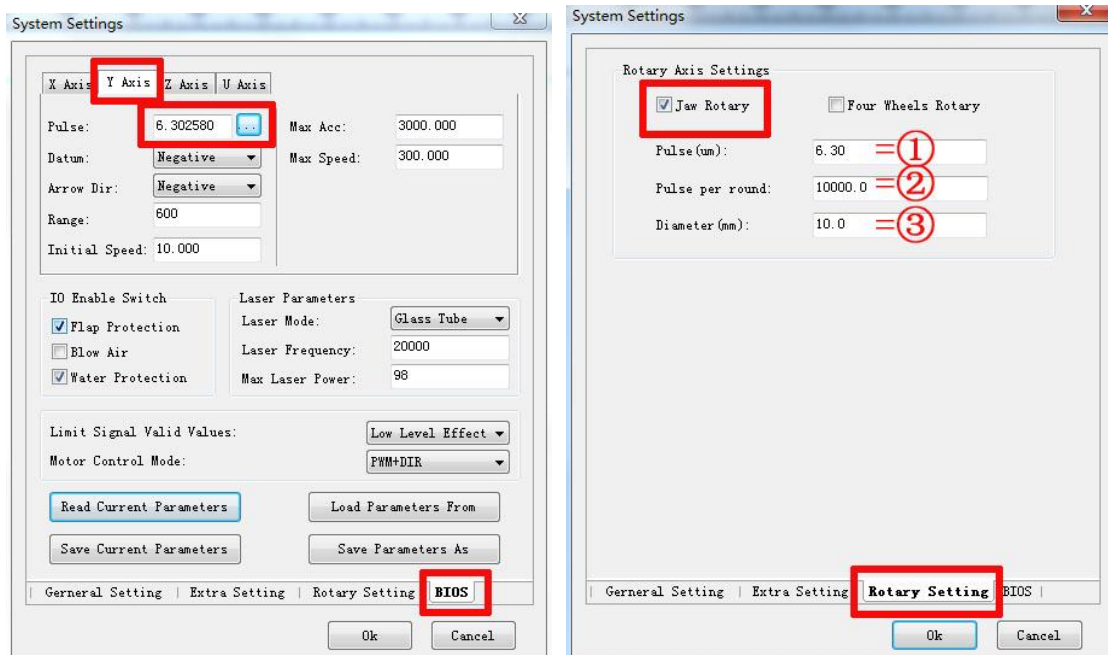 System Settings
X Axis Y Axis Z Axis U Axis
Pulse: 6.302580 ... Max Acc: 3000.000
Datum: Negative Max Speed: 300.000
Arrow Dir: Negative
Range: 600
Initial Speed: 10.000
IO Enable Switch
Flap Protection
Blow Air
Water Protection
Laser Parameters
Laser Mode: Glass Tube
Laser Frequency: 20000
Max Laser Power: 98
Limit Signal Valid Values: Low Level Effect
Motor Control Mode: PWM+DIR
Read Current Parameters Load Parameters From
Save Current Parameters Save Parameters As
Gerneral Setting | Extra Setting | Rotary Setting BIOS
Ok Cancel
System Settings
Rotary Axis Settings
Jaw Rotary Four Wheels Rotary
Pulse(um): 6.30 =①
Pulse per round: 10000.0 =②
Diameter(mm): 10.0 =③
Gerneral Setting | Extra Setting Rotary Setting BIOS |
Ok Cancel